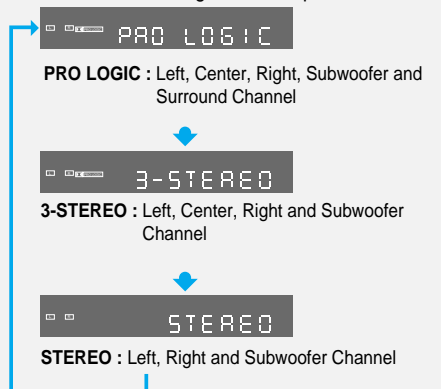 PRO LOGIC
PRO LOGIC : Left, Center, Right, Subwoofer and
Surround Channel
3-STEREO
3-STEREO : Left, Center, Right and Subwoofer
Channel
STEREO
STEREO : Left, Right and Subwoofer Channel